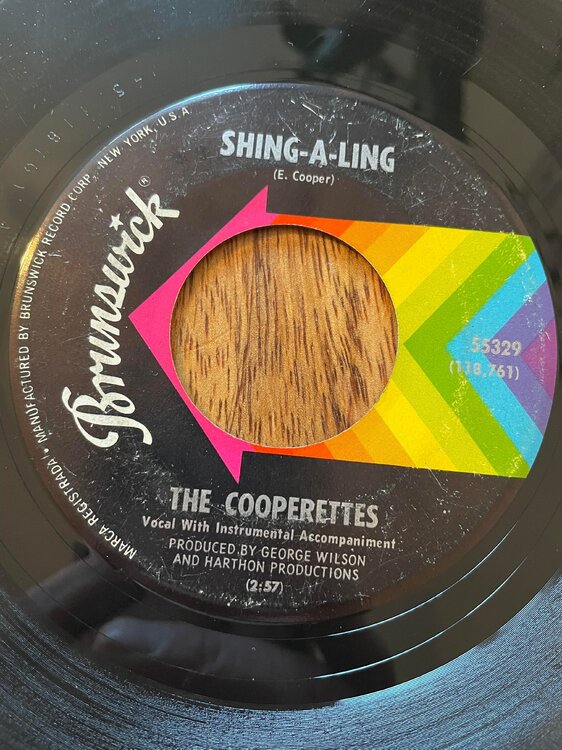 SHING-A-LING
(E. Cooper)
Brunswick®
MARCA REGISTRADA · MANUFACTURED BY BRUNSWICK RECORD CORP., NEW YORK, U.S.A.
55329
(118,761)
THE COOPERETTES
Vocal With Instrumental Accompaniment
PRODUCED BY GEORGE WILSON
AND HARTHON PRODUCTIONS
(2:57)